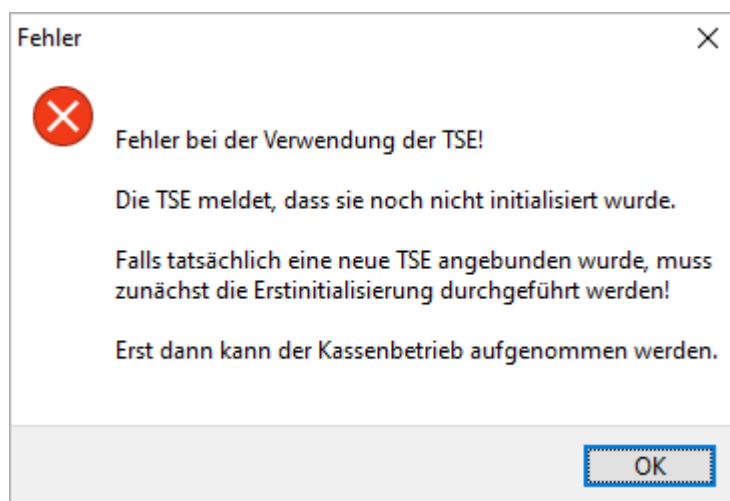 Fehler
Fehler bei der Verwendung der TSE!
Die TSE meldet, dass sie noch nicht initialisiert wurde.
Falls tatsächlich eine neue TSE angebunden wurde, muss
zunächst die Erstinitialisierung durchgeführt werden!
Erst dann kann der Kassenbetrieb aufgenommen werden.
OK